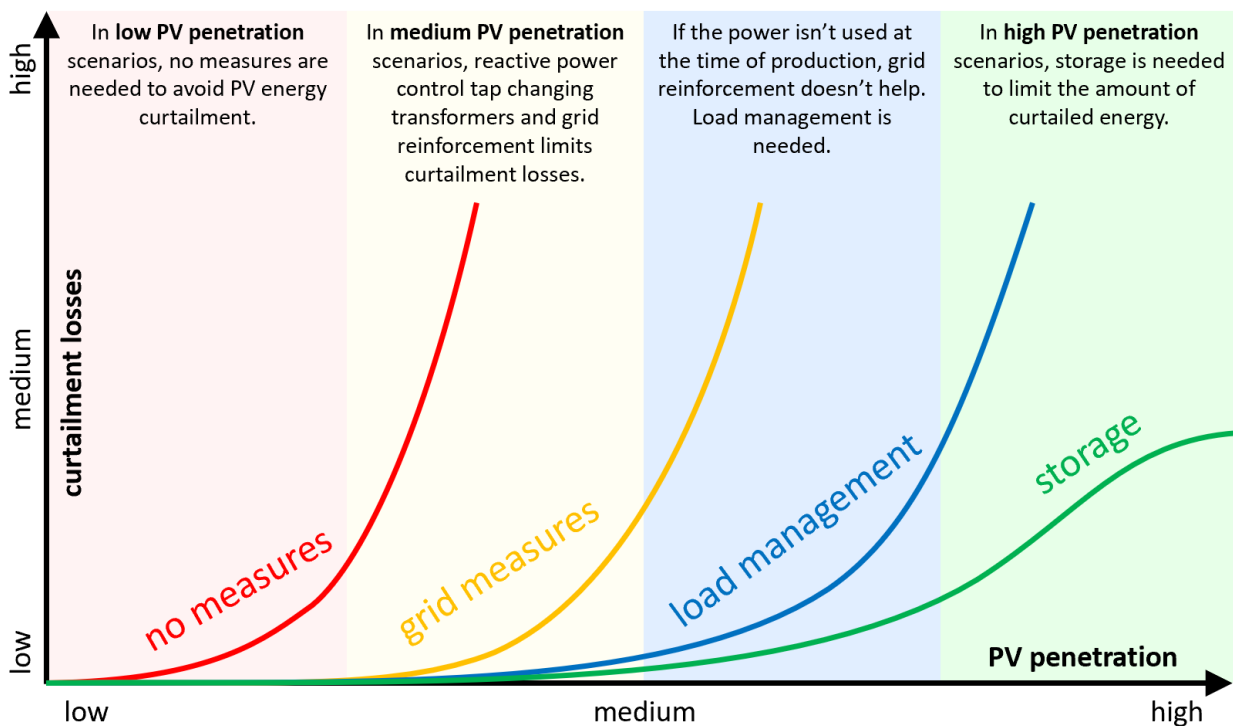 In low PV penetration
scenarios, no measures are
needed to avoid PV energy
curtailment.
In medium PV penetration
scenarios, reactive power
control tap changing
transformers and grid
reinforcement limits
curtailment losses.
If the power isn't used at
the time of production, grid
reinforcement doesn't help.
Load management is
needed.
In high PV penetration
scenarios, storage is needed
to limit the amount of
curtailed energy.
high
medium
low
curtailment losses
no measures
grid measures
load management
storage
PV penetration
low
medium
high